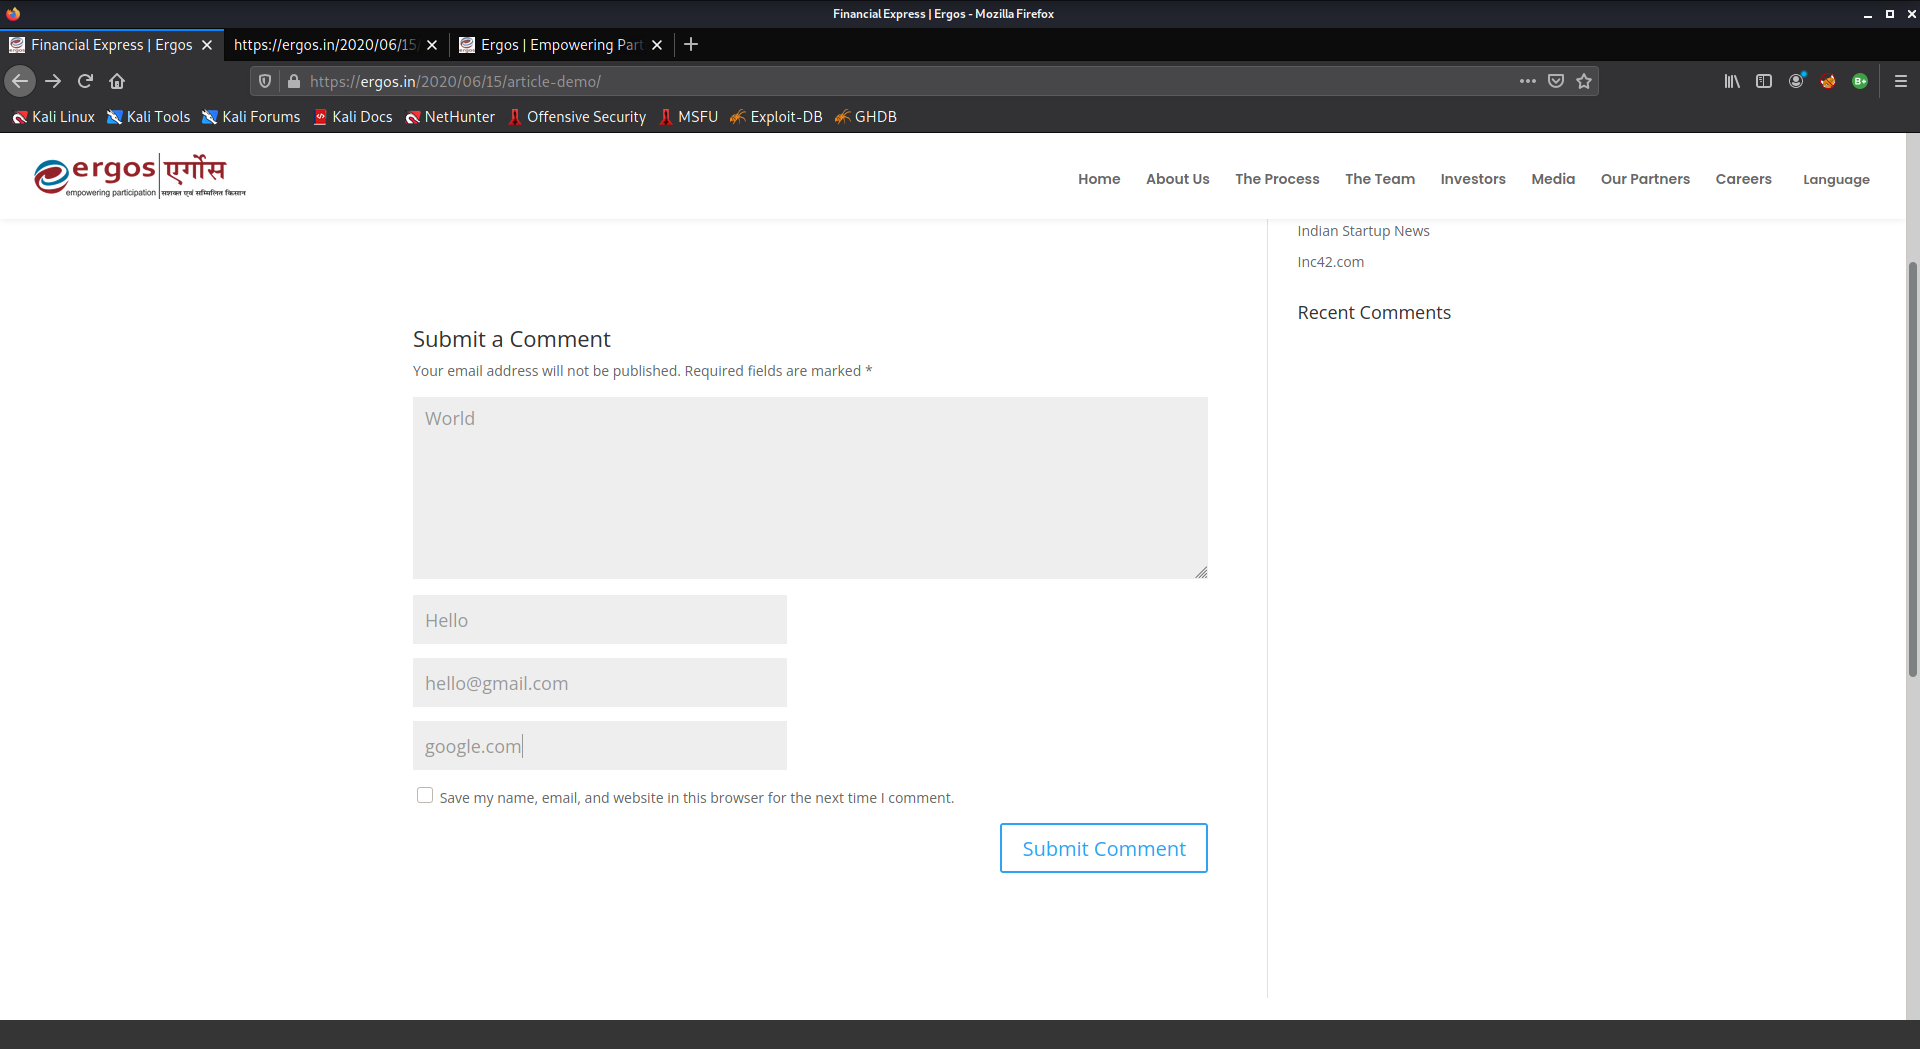 Financial Express | Ergos - Mozilla Firefox
Financial Express | Ergos
https://ergos.in/2020/06/15
Ergos | Empowering Par
https://ergos.in/2020/06/15/article-demo/
Kali Linux Kali Tools Kali Forums Kali Docs NetHunter Offensive Security MSFU Exploit-DB GHDB
ergos एर्गोस
empowering participation सशक्त एवं सम्मिलित किसान
Home About Us The Process The Team Investors Media Our Partners Careers Language
Indian Startup News
Inc42.com
Recent Comments
Submit a Comment
Your email address will not be published. Required fields are marked *
World
Hello
hello@gmail.com
google.com
Save my name, email, and website in this browser for the next time I comment.
Submit Comment